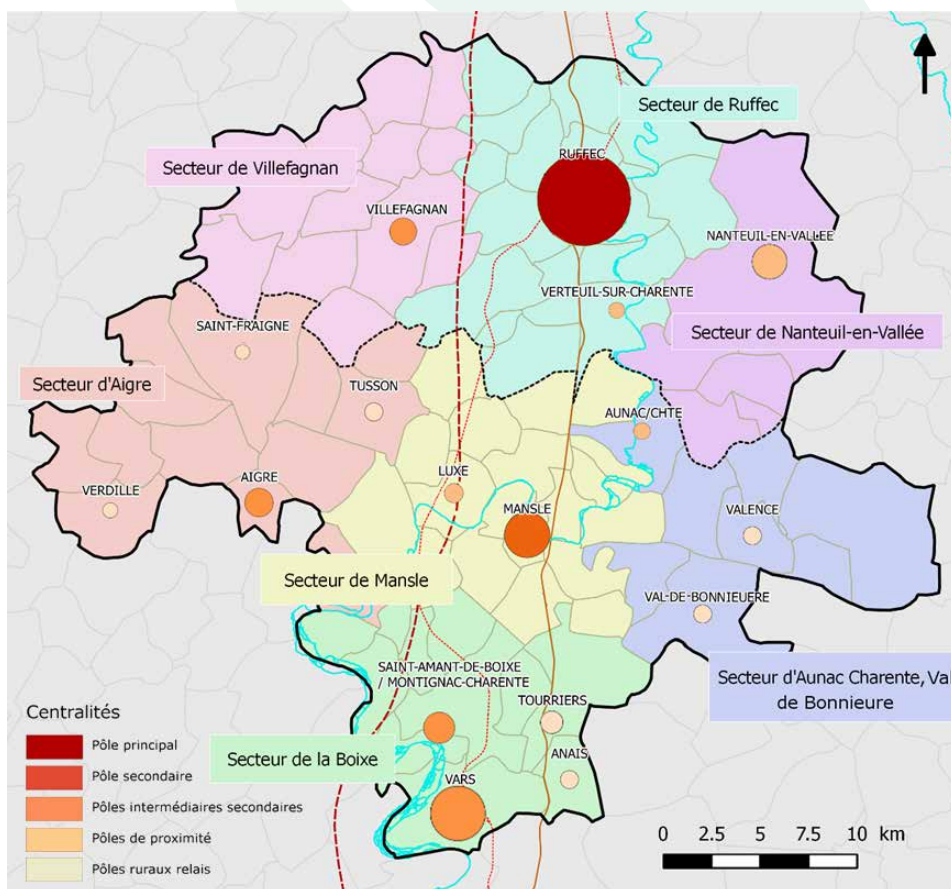 Secteur de Ruffec
RUFFEC
Secteur de Villefagnan
VILLEFAGNAN
NANTEUIL-EN-VALLEE
VERTEUIL-SUR-CHARENTE
SAINT-FRAIGNE
Secteur de Nanteuil-en-Vallée
Secteur d'Aigre
TUSSON
AUNAC/CHTE
LUXE
AIGRE
VERDILLE
MANSLE
VALENCE
Secteur de Mansle
VAL-DE-BONNIEUERE
SAINT-AMANT-DE-BOIXE
/ MONTIGNAC-CHARENTE
Secteur d'Aunac Charente, Val
de Bonnieure
TOURRIERS
Secteur de la Boixe
ANAIS
VARS
Centralités
Pôle principal
Pôle secondaire
Pôles intermédiaires secondaires
Pôles de proximité
Pôles ruraux relais
0 2.5 5 7.5 10 km